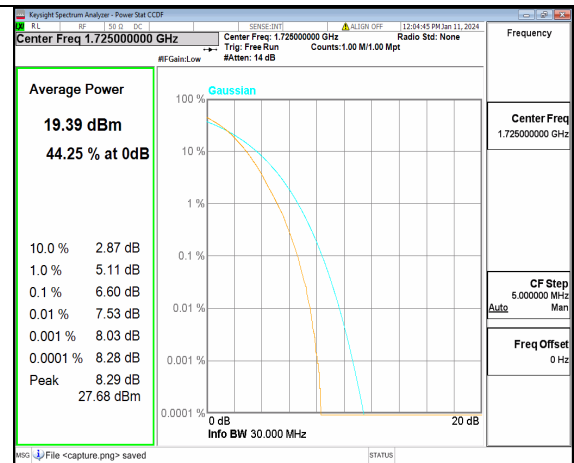 Keysight Spectrum Analyzer - Power Stat CCDF
RL RF 50 Ω DC SENSE:INT ALIGN OFF 12:04:45 PM Jan 11, 2024
Center Freq 1.725000000 GHz
Center Freq: 1.725000000 GHz Radio Std: None
Trig: Free Run Counts:1.00 M/1.00 Mpt
#IFGain:Low #Atten: 14 dB
Frequency
Average Power
19.39 dBm
44.25 % at 0dB
10.0 % 2.87 dB
1.0 % 5.11 dB
0.1 % 6.60 dB
0.01 % 7.53 dB
0.001 % 8.03 dB
0.0001 % 8.28 dB
Peak 8.29 dB
27.68 dBm
Gaussian
100 %
10 %
1 %
0.1 %
0.01 %
0.001 %
0.0001 %
0 dB 20 dB
Info BW 30.000 MHz
Center Freq
1.725000000 GHz
CF Step
5.000000 MHz
Auto Man
Freq Offset
0 Hz
MSG File <capture.png> saved STATUS